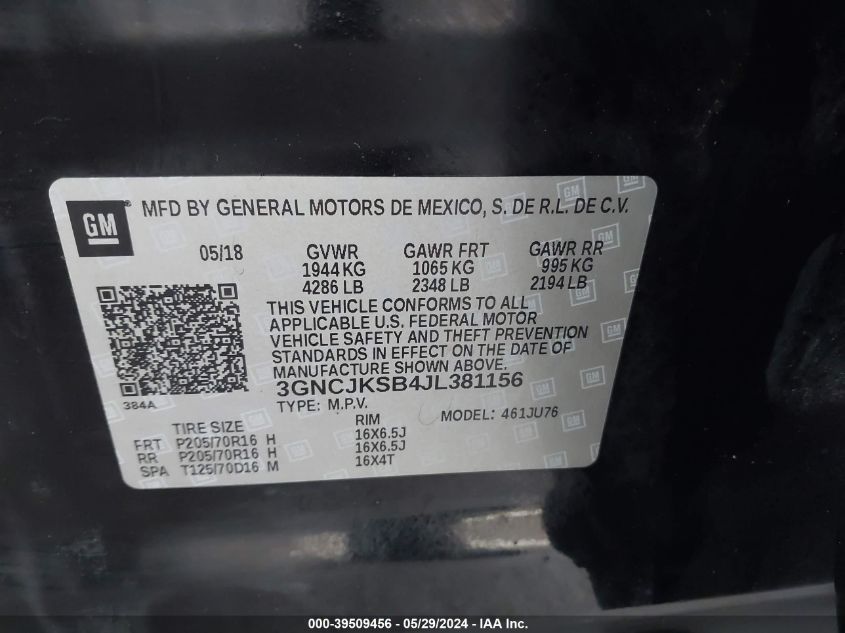 GM
MFD BY GENERAL MOTORS DE MEXICO, S. DE R.L. DE C.V.
05/18 GVWR GAWR FRT GAWR RR
1944 KG 1065 KG 995 KG
4286 LB 2348 LB 2194 LB
THIS VEHICLE CONFORMS TO ALL
APPLICABLE U.S. FEDERAL MOTOR
VEHICLE SAFETY AND THEFT PREVENTION
STANDARDS IN EFFECT ON THE DATE OF
MANUFACTURE SHOWN ABOVE.
3GNCJKSB4JL381156
384A
TYPE: M.P.V. MODEL: 461JU76
TIRE SIZE RIM
FRT P205/70R16 H 16X6.5J
RR P205/70R16 H 16X6.5J
SPA T125/70D16 M 16X4T
000-39509456 - 05/29/2024 - IAA Inc.